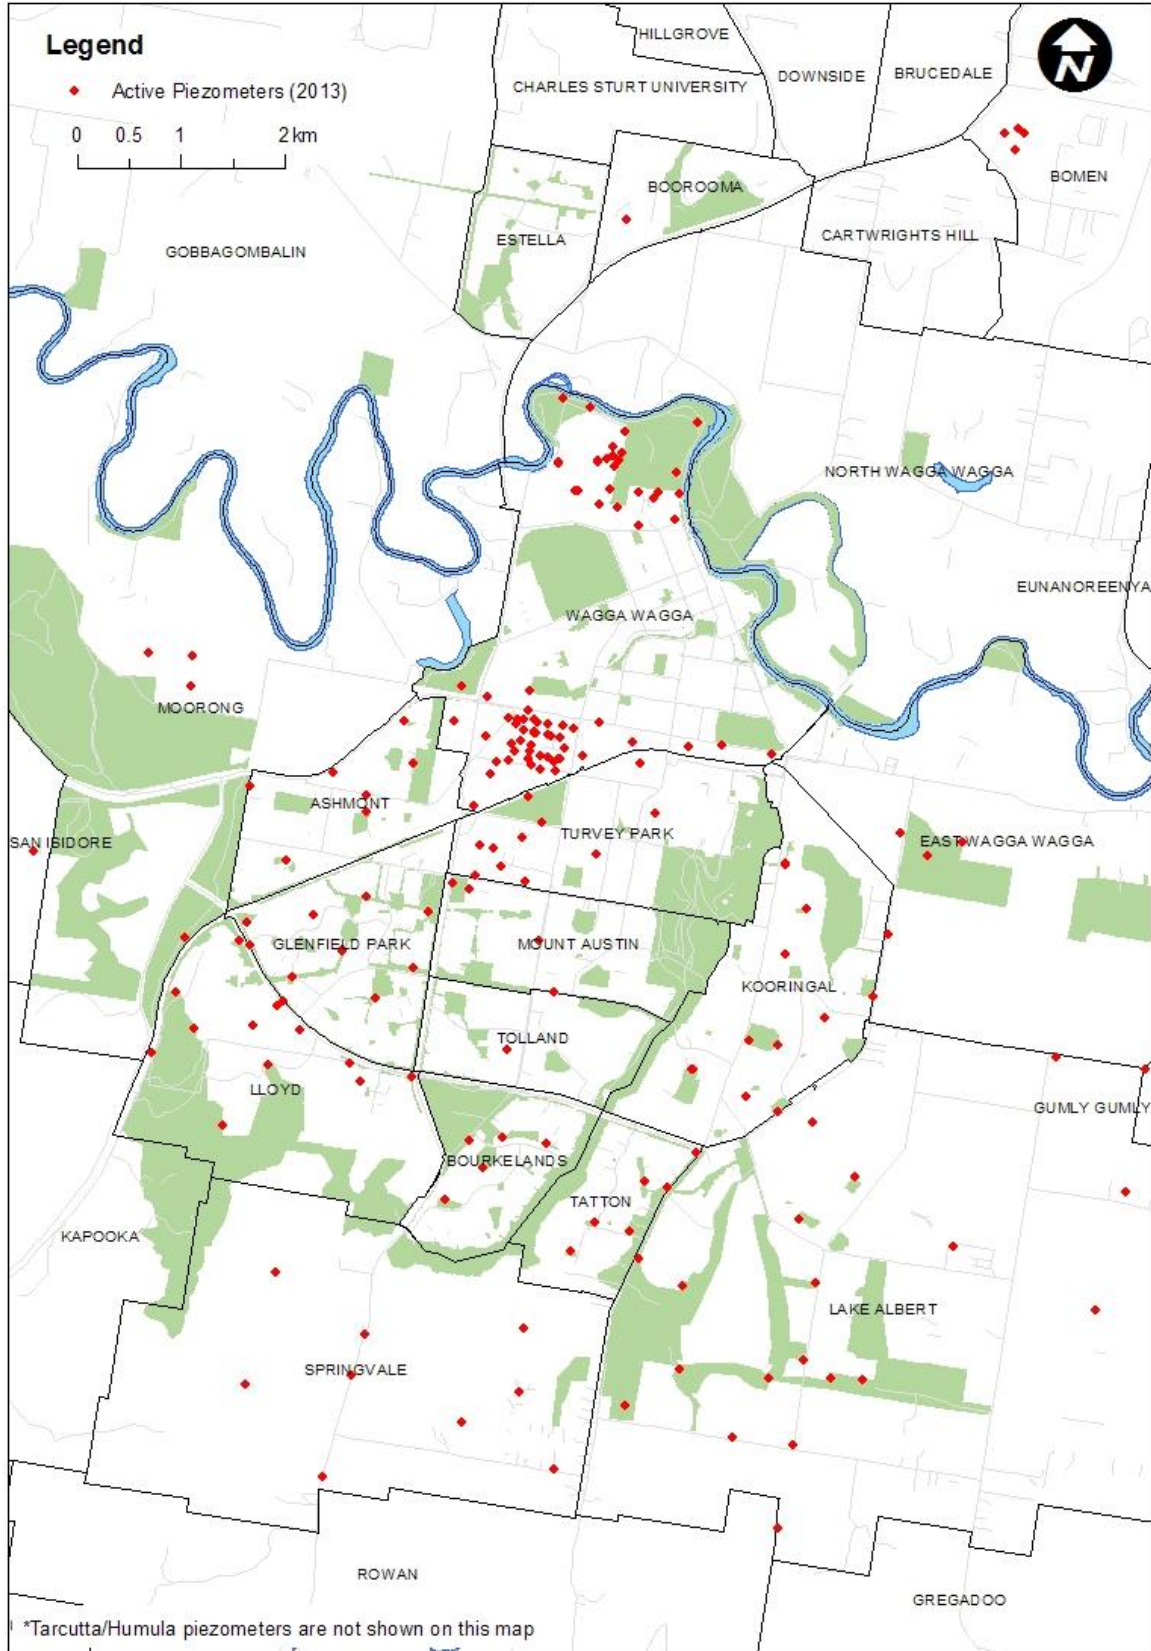 Legend
Active Piezometers (2013)
0 0.5 1 2 km
N
HILLGROVE
DOWNSIDE
BRUCEDALE
CHARLES STURT UNIVERSITY
BOMEN
BOOROOMA
ESTELLA
CARTWRIGHTS HILL
GOBBAGOMBALIN
NORTH WAGGA WAGGA
EUNANOREENYA
WAGGA WAGGA
MOORONG
ASHMONT
TURVEY PARK
SAN ISIDORE
EAST WAGGA WAGGA
GLENFIELD PARK
MOUNT AUSTIN
KOORINGAL
TOLLAND
LLOYD
GUMLY GUMLY
BOURKELANDS
TATTON
KAPOOKA
LAKE ALBERT
SPRINGVALE
ROWAN
GREGADOO
*Tarcutta/Humula piezometers are not shown on this map